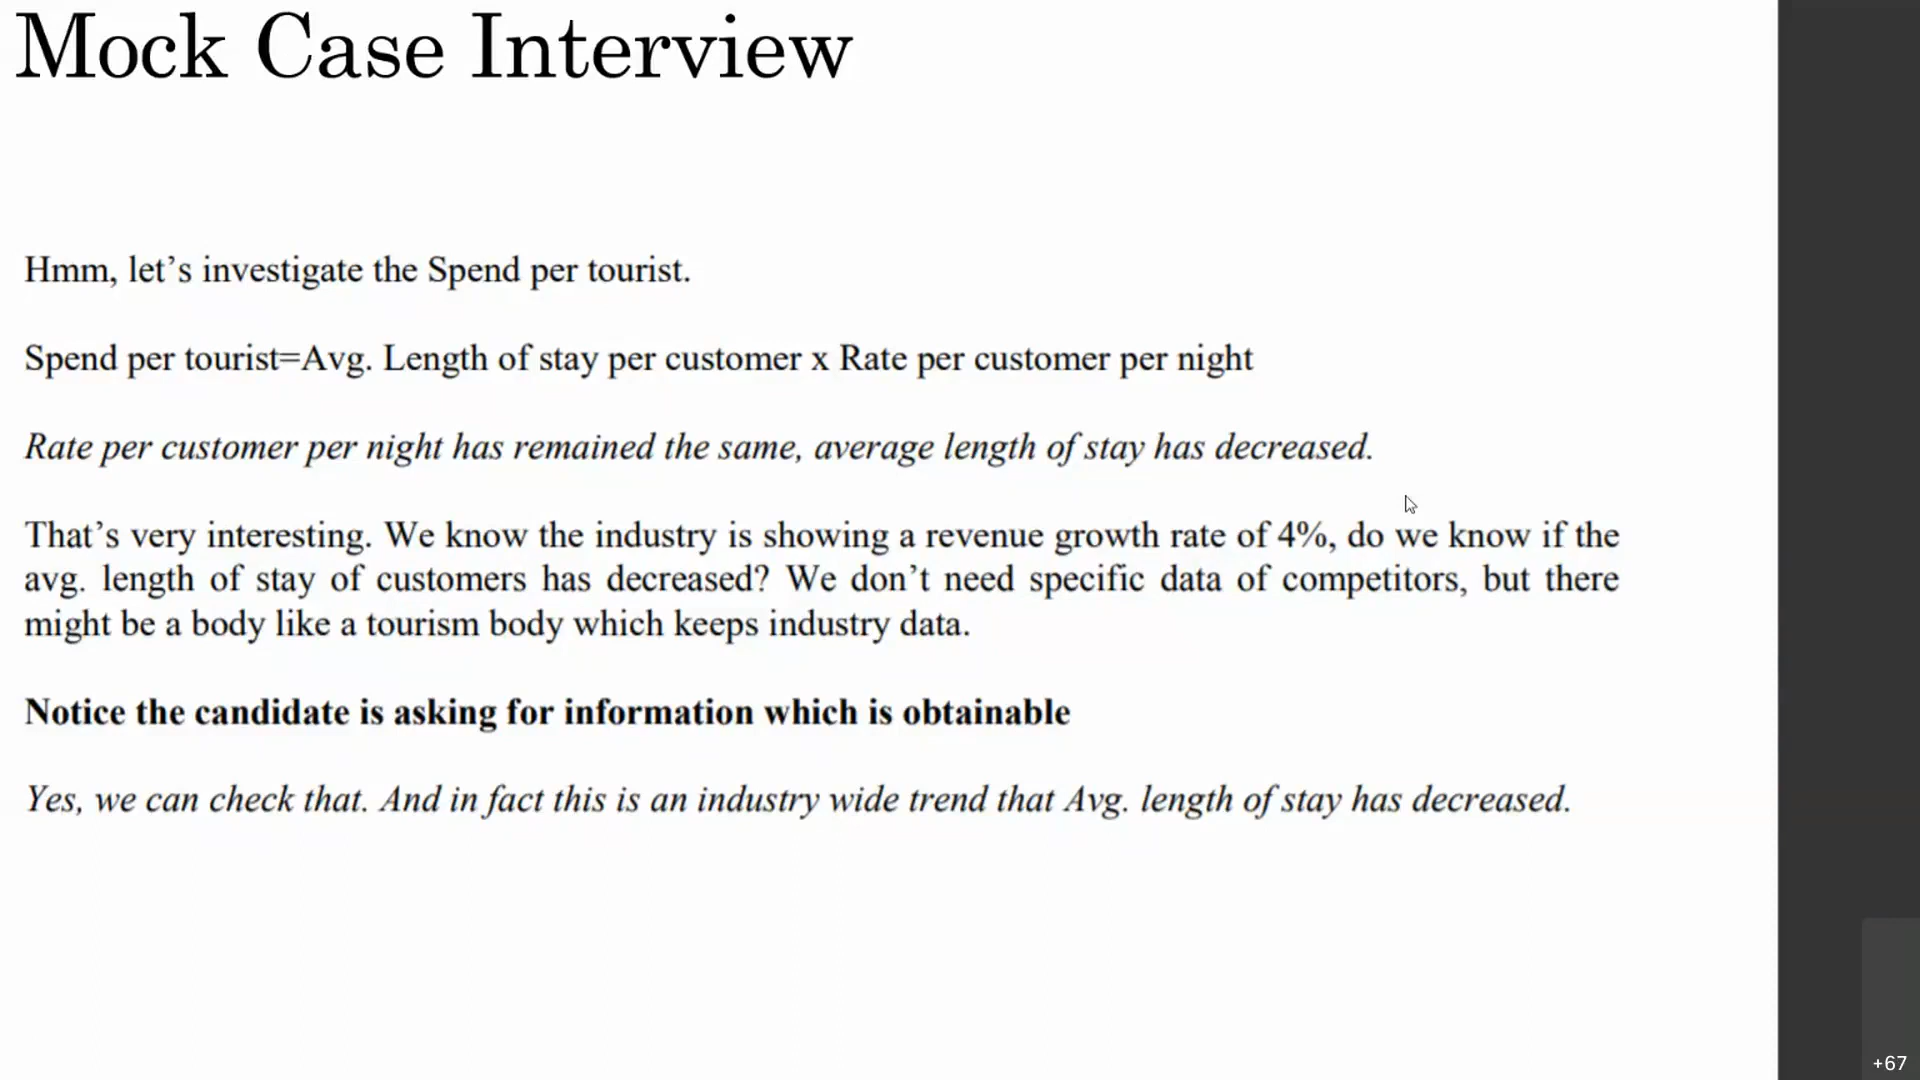 Mock Case Interview
Hmm, let’s investigate the Spend per tourist.
Spend per tourist=Avg. Length of stay per customer x Rate per customer per night
Rate per customer per night has remained the same, average length of stay has decreased.
That’s very interesting. We know the industry is showing a revenue growth rate of 4%, do we know if the
avg. length of stay of customers has decreased? We don’t need specific data of competitors, but there
might be a body like a tourism body which keeps industry data.
Notice the candidate is asking for information which is obtainable
Yes, we can check that. And in fact this is an industry wide trend that Avg. length of stay has decreased.
+67